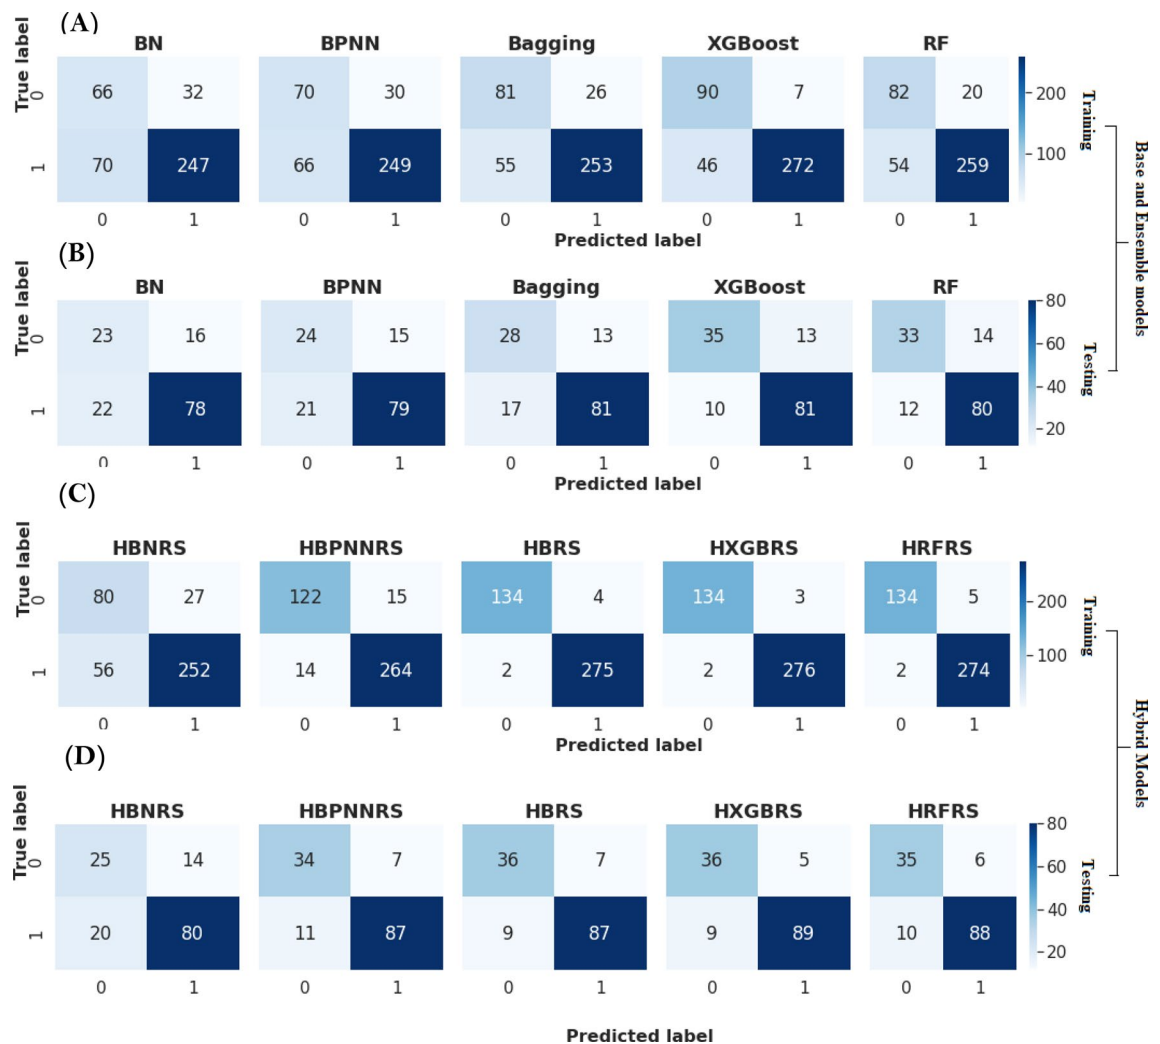 (A)
BN BPNN Bagging XGBoost RF
True label
0 66 32 70 30 81 26 90 7 82 20
1 70 247 66 249 55 253 46 272 54 259
0 1 0 1 0 1 0 1 0 1
Predicted label
200
100
Training
(B)
BN BPNN Bagging XGBoost RF
True label
0 23 16 24 15 28 13 35 13 33 14
1 22 78 21 79 17 81 10 81 12 80
0 1 0 1 0 1 0 1 0 1
Predicted label
80
60
40
20
Testing
Base and Ensemble models
(C)
HBNRS HBPNNRS HBRS HXGBRS HRFRS
True label
0 80 27 122 15 134 4 134 3 134 5
1 56 252 14 264 2 275 2 276 2 274
0 1 0 1 0 1 0 1 0 1
Predicted label
200
100
Training
(D)
HBNRS HBPNNRS HBRS HXGBRS HRFRS
True label
0 25 14 34 7 36 7 36 5 35 6
1 20 80 11 87 9 87 9 89 10 88
0 1 0 1 0 1 0 1 0 1
Predicted label
80
60
40
20
Testing
Hybrid Models